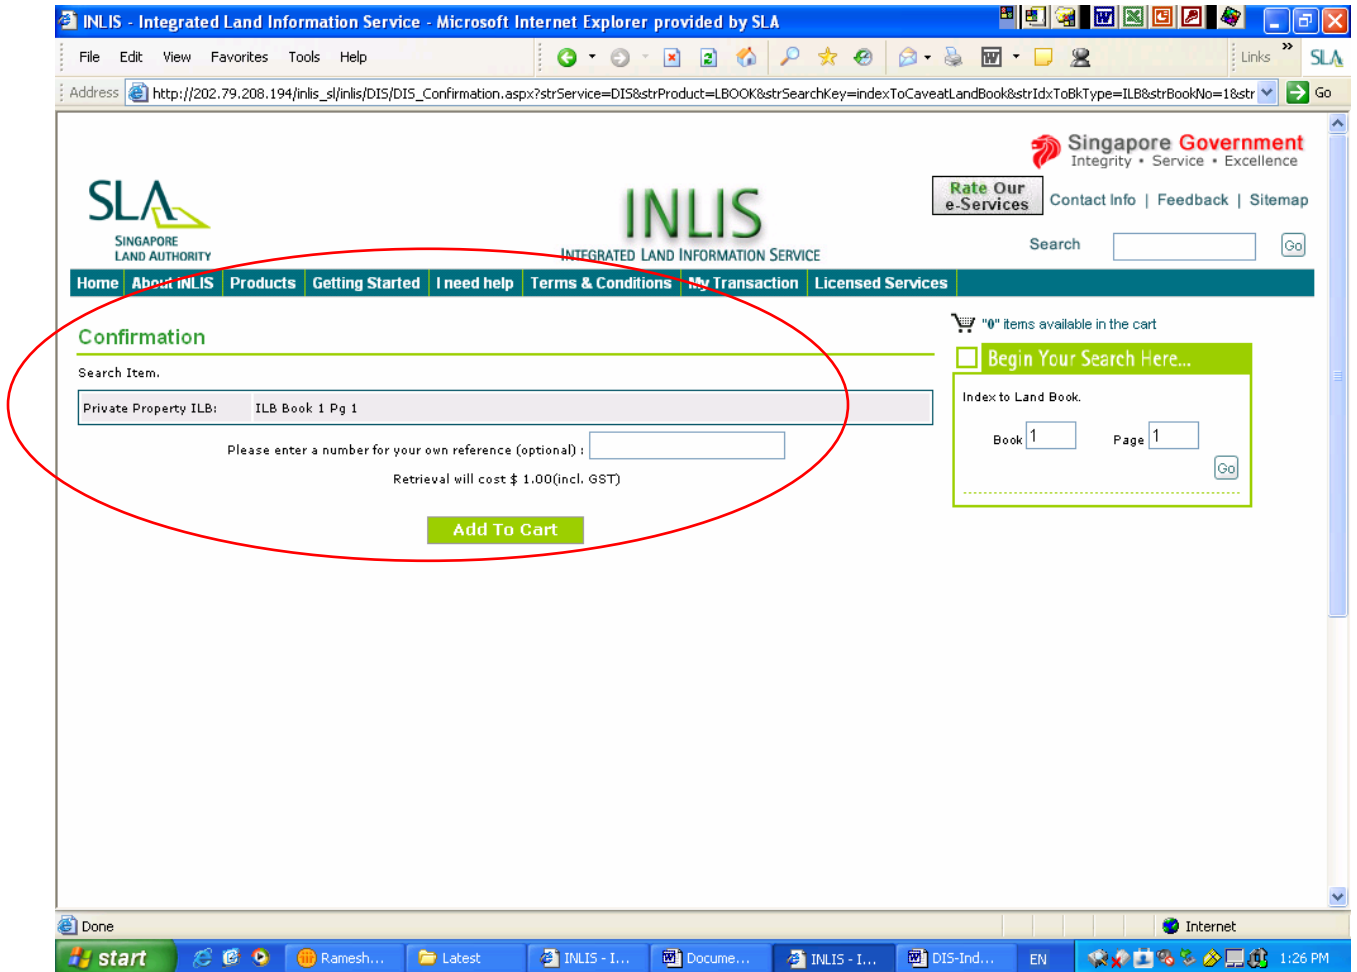 INLIS - Integrated Land Information Service - Microsoft Internet Explorer provided by SLA
File Edit View Favorites Tools Help
Links »
SLA
Address http://202.79.208.194/inlis_sl/inlis/DIS/DIS_Confirmation.aspx?strService=DIS&strProduct=LBOOK&strSearchKey=indexToCaveatLandBook&strIdxToBkType=ILB&strBookNo=1&str Go
Singapore Government
Integrity • Service • Excellence
SLA
SINGAPORE
LAND AUTHORITY
INLIS
INTEGRATED LAND INFORMATION SERVICE
Rate Our
e-Services
Contact Info | Feedback | Sitemap
Search Go
Home About INLIS Products Getting Started I need help Terms & Conditions My Transaction Licensed Services
Confirmation
Search Item.
Private Property ILB: ILB Book 1 Pg 1
Please enter a number for your own reference (optional) :
Retrieval will cost $ 1.00(incl. GST)
Add To Cart
"0" items available in the cart
Begin Your Search Here...
Index to Land Book.
Book 1 Page 1
Go
Done
Internet
start
Ramesh...
Latest
INLIS - I...
Docume...
INLIS - I...
DIS-Ind...
EN
1:26 PM